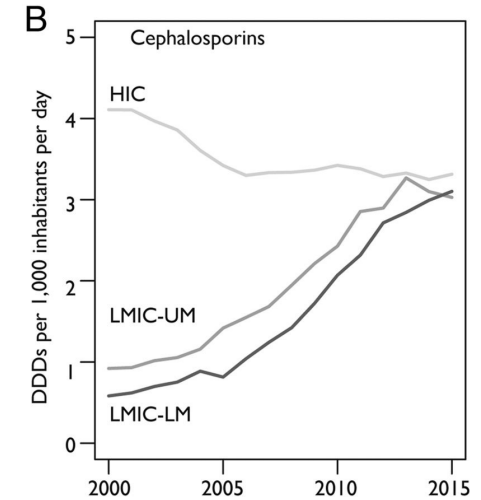 B
Cephalosporins
DDDs per 1,000 inhabitants per day
5
HIC
4
3
2
LMIC-UM
1
LMIC-LM
0
2000 2005 2010 2015